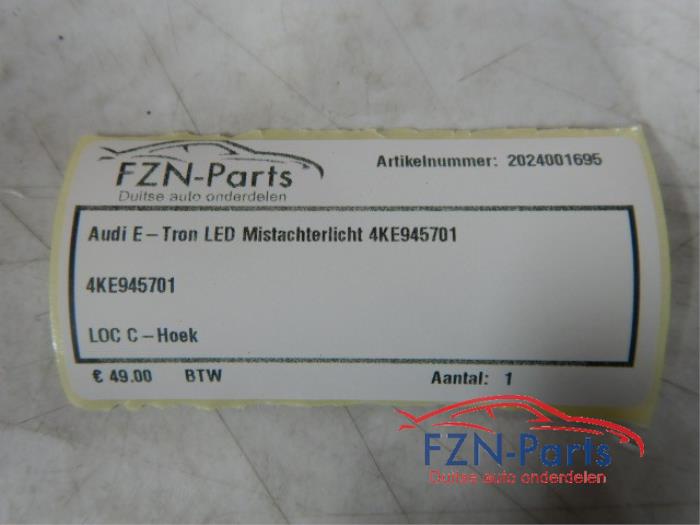 FZN-Parts
Duitse auto onderdelen
Artikelnummer: 2024001695
Audi E-Tron LED Mistachterlicht 4KE945701
4KE945701
LOC C-Hoek
€ 49.00 BTW Aantal: 1
FZN-Parts
Duitse auto onderdelen